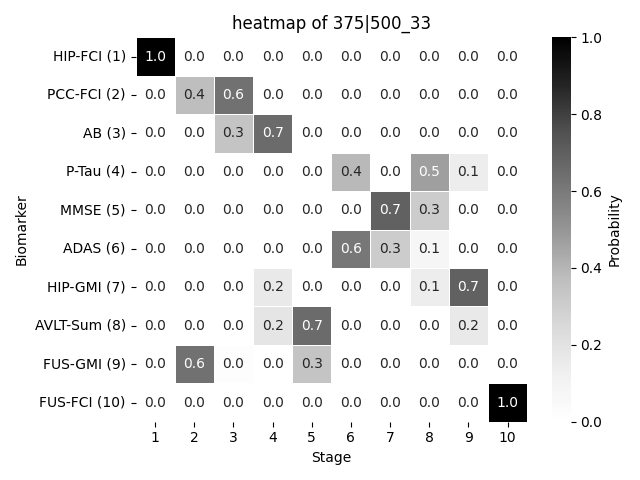 heatmap of 375|500_33
HIP-FCI (1) 1.0 0.0 0.0 0.0 0.0 0.0 0.0 0.0 0.0 0.0
PCC-FCI (2) 0.0 0.4 0.6 0.0 0.0 0.0 0.0 0.0 0.0 0.0
AB (3) 0.0 0.0 0.3 0.7 0.0 0.0 0.0 0.0 0.0 0.0
P-Tau (4) 0.0 0.0 0.0 0.0 0.0 0.4 0.0 0.5 0.1 0.0
MMSE (5) 0.0 0.0 0.0 0.0 0.0 0.0 0.7 0.3 0.0 0.0
ADAS (6) 0.0 0.0 0.0 0.0 0.0 0.6 0.3 0.1 0.0 0.0
HIP-GMI (7) 0.0 0.0 0.0 0.2 0.0 0.0 0.0 0.1 0.7 0.0
AVLT-Sum (8) 0.0 0.0 0.0 0.2 0.7 0.0 0.0 0.0 0.2 0.0
FUS-GMI (9) 0.0 0.6 0.0 0.0 0.3 0.0 0.0 0.0 0.0 0.0
FUS-FCI (10) 0.0 0.0 0.0 0.0 0.0 0.0 0.0 0.0 0.0 1.0
1 2 3 4 5 6 7 8 9 10
Stage
Biomarker
1.0
0.8
0.6
0.4
0.2
0.0
Probability